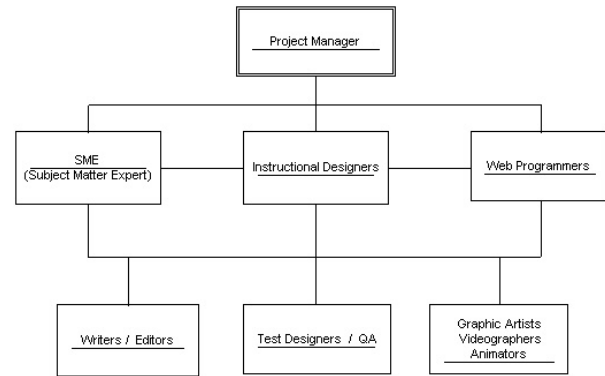 Project Manager
SME
(Subject Matter Expert)
Instructional Designers
Web Programmers
Writers / Editors
Test Designers / QA
Graphic Artists
Videographers
Animators